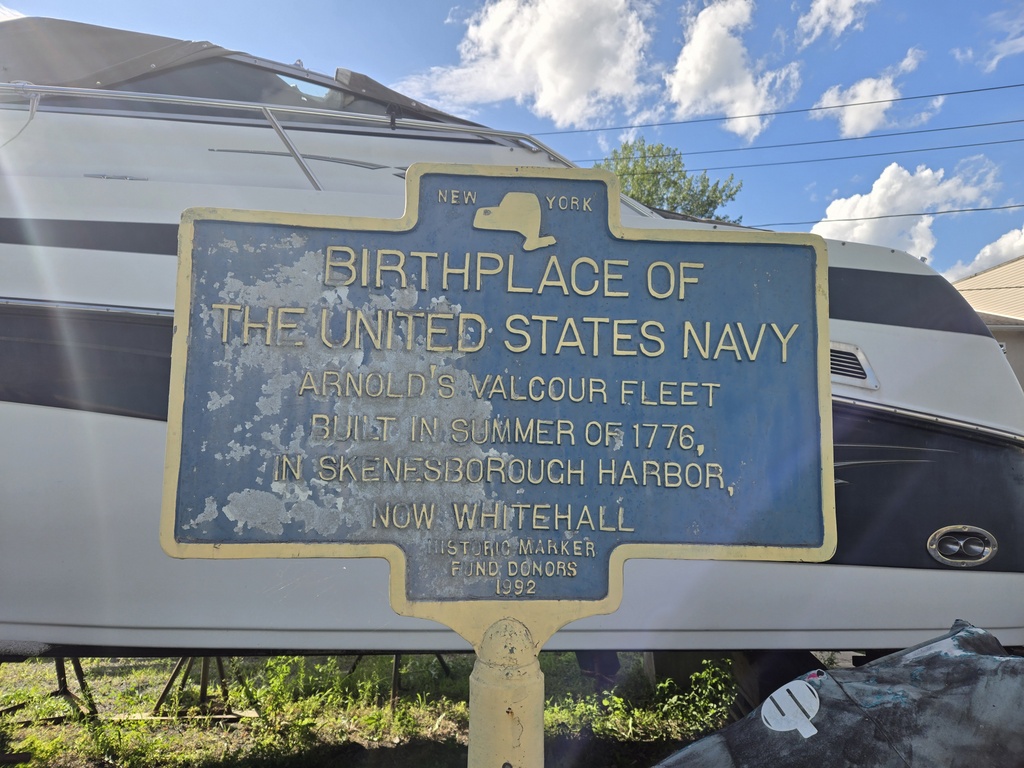 NEW YORK
BIRTHPLACE OF
THE UNITED STATES NAVY
ARNOLD'S VALCOUR FLEET
BUILT IN SUMMER OF 1776,
IN SKENESBOROUGH HARBOR,
NOW WHITEHALL
HISTORIC MARKER
FUND DONORS
1992